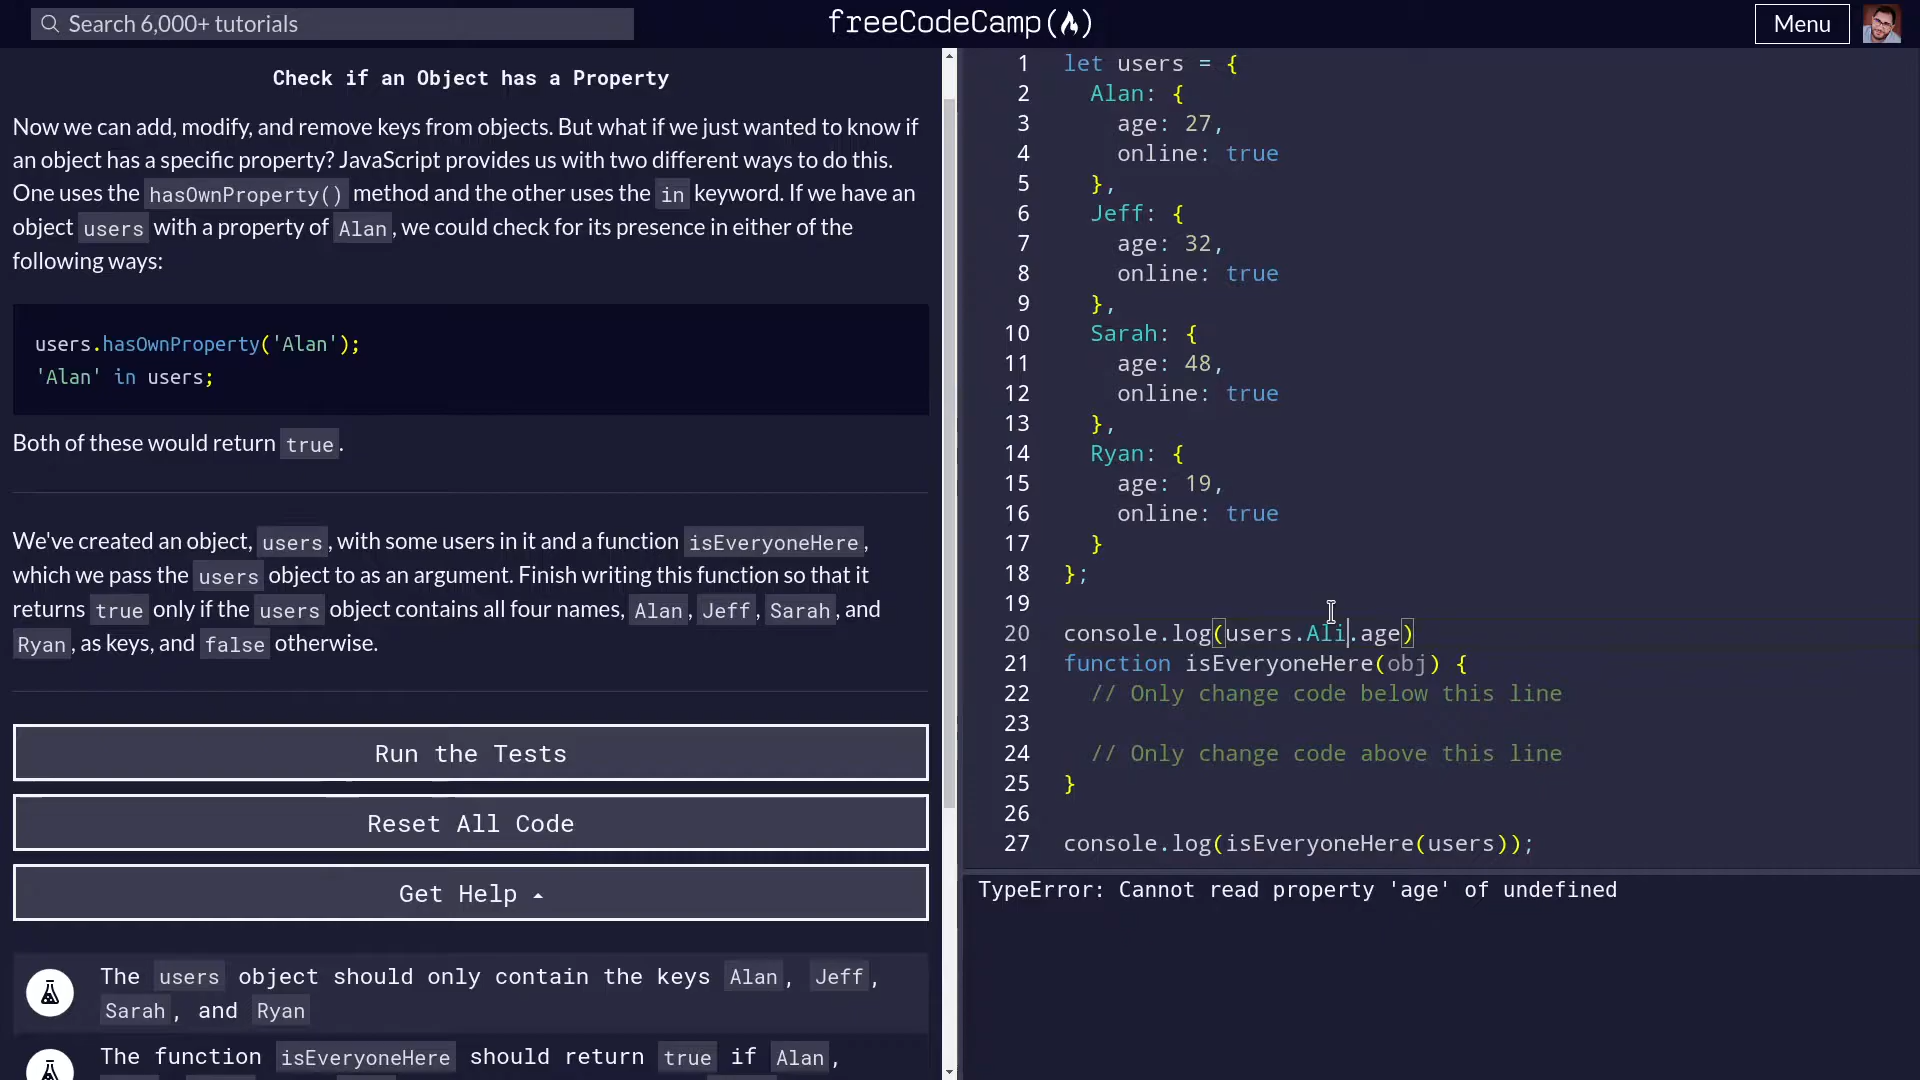 Search 6,000+ tutorials
freeCodeCamp
Menu
Check if an Object has a Property
Now we can add, modify, and remove keys from objects. But what if we just wanted to know if
an object has a specific property? JavaScript provides us with two different ways to do this.
One uses the hasOwnProperty() method and the other uses the in keyword. If we have an
object users with a property of Alan, we could check for its presence in either of the
following ways:
users.hasOwnProperty('Alan');
'Alan' in users;
Both of these would return true.
We've created an object, users, with some users in it and a function isEveryoneHere,
which we pass the users object to as an argument. Finish writing this function so that it
returns true only if the users object contains all four names, Alan, Jeff, Sarah, and
Ryan, as keys, and false otherwise.
Run the Tests
Reset All Code
Get Help
The users object should only contain the keys Alan, Jeff,
Sarah, and Ryan
The function isEveryoneHere should return true if Alan,
1 let users = {
2 Alan: {
3 age: 27,
4 online: true
5 },
6 Jeff: {
7 age: 32,
8 online: true
9 },
10 Sarah: {
11 age: 48,
12 online: true
13 },
14 Ryan: {
15 age: 19,
16 online: true
17 }
18 };
19
20 console.log(users.Ali.age)
21 function isEveryoneHere(obj) {
22 // Only change code below this line
23
24 // Only change code above this line
25 }
26
27 console.log(isEveryoneHere(users));
TypeError: Cannot read property 'age' of undefined